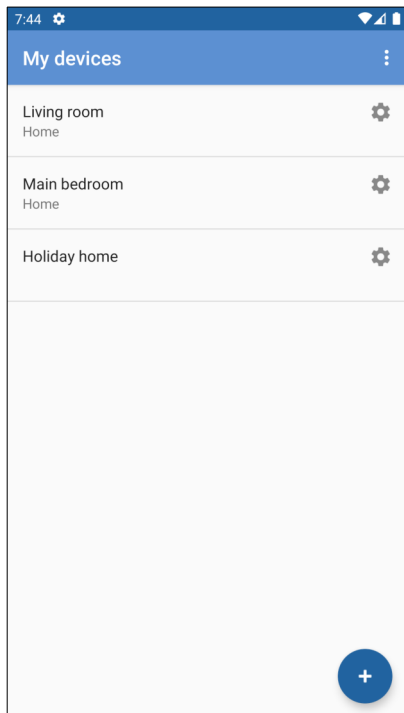 7:44
My devices
Living room
Home
Main bedroom
Home
Holiday home